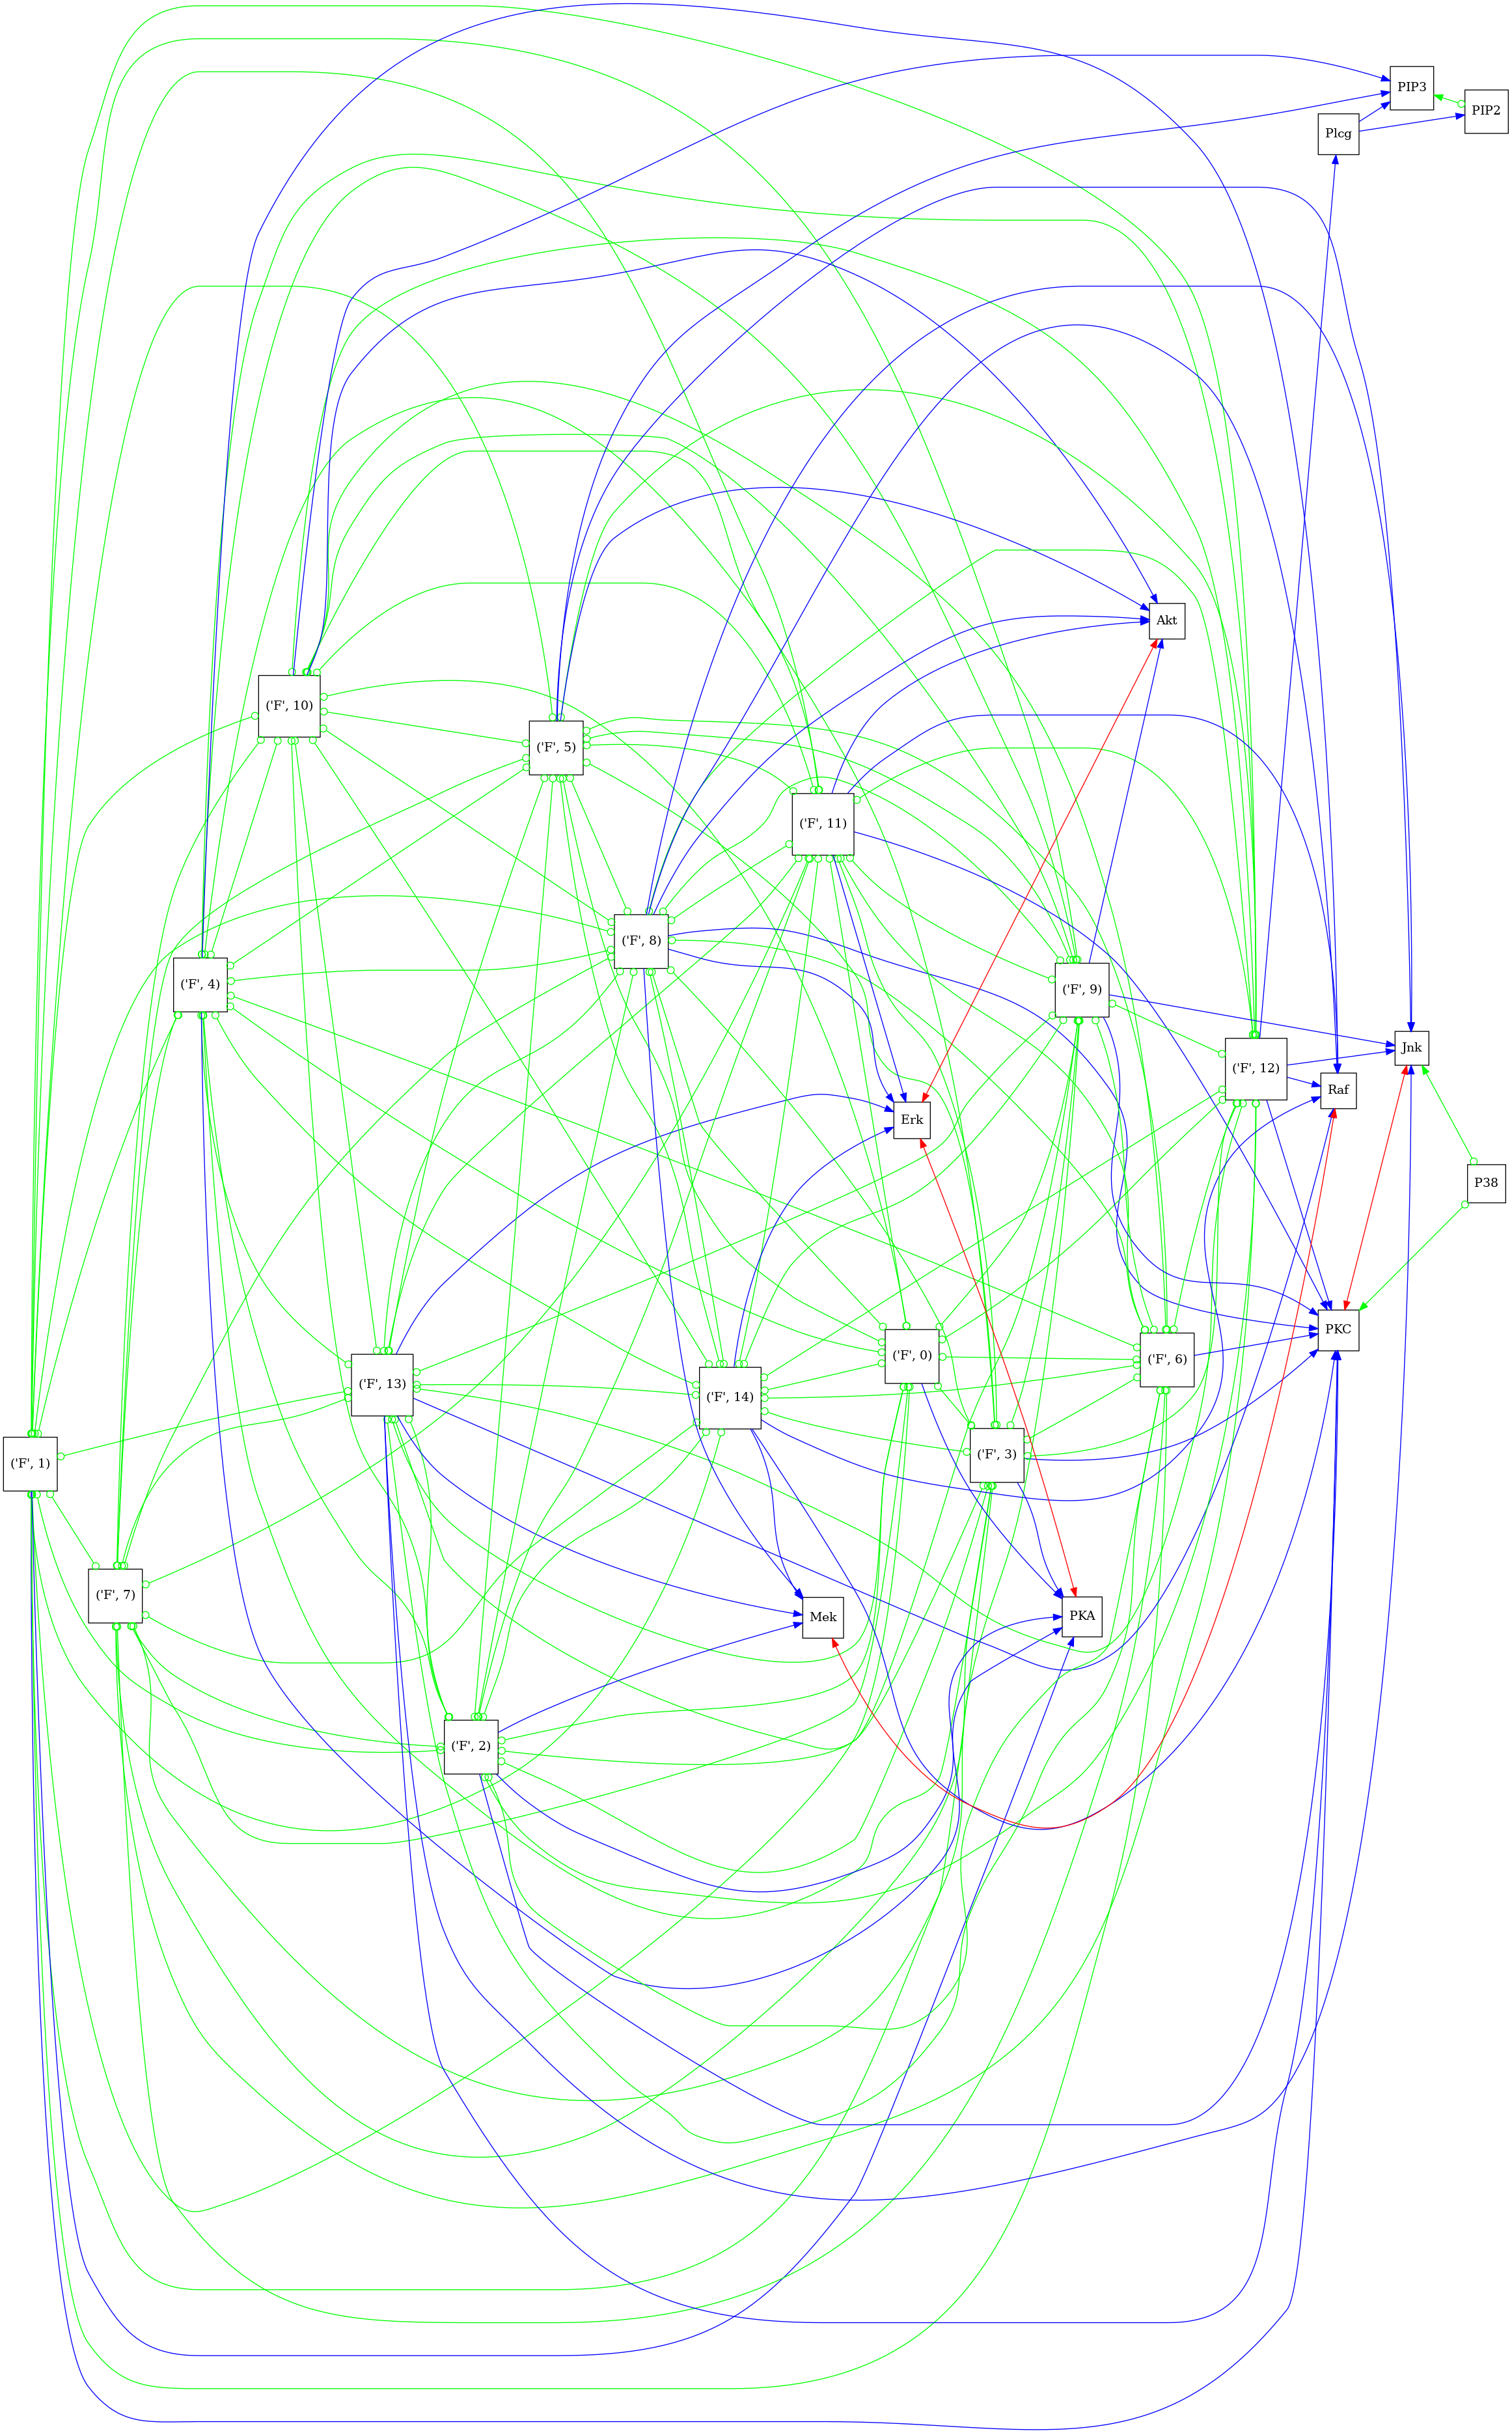 PIP3
PIP2
Plcg
Akt
('F', 10)
('F', 5)
('F', 11)
('F', 8)
('F', 4)
('F', 9)
Jnk
('F', 12)
Raf
Erk
P38
PKC
('F', 0)
('F', 6)
('F', 13)
('F', 14)
('F', 3)
('F', 1)
('F', 7)
Mek
PKA
('F', 2)